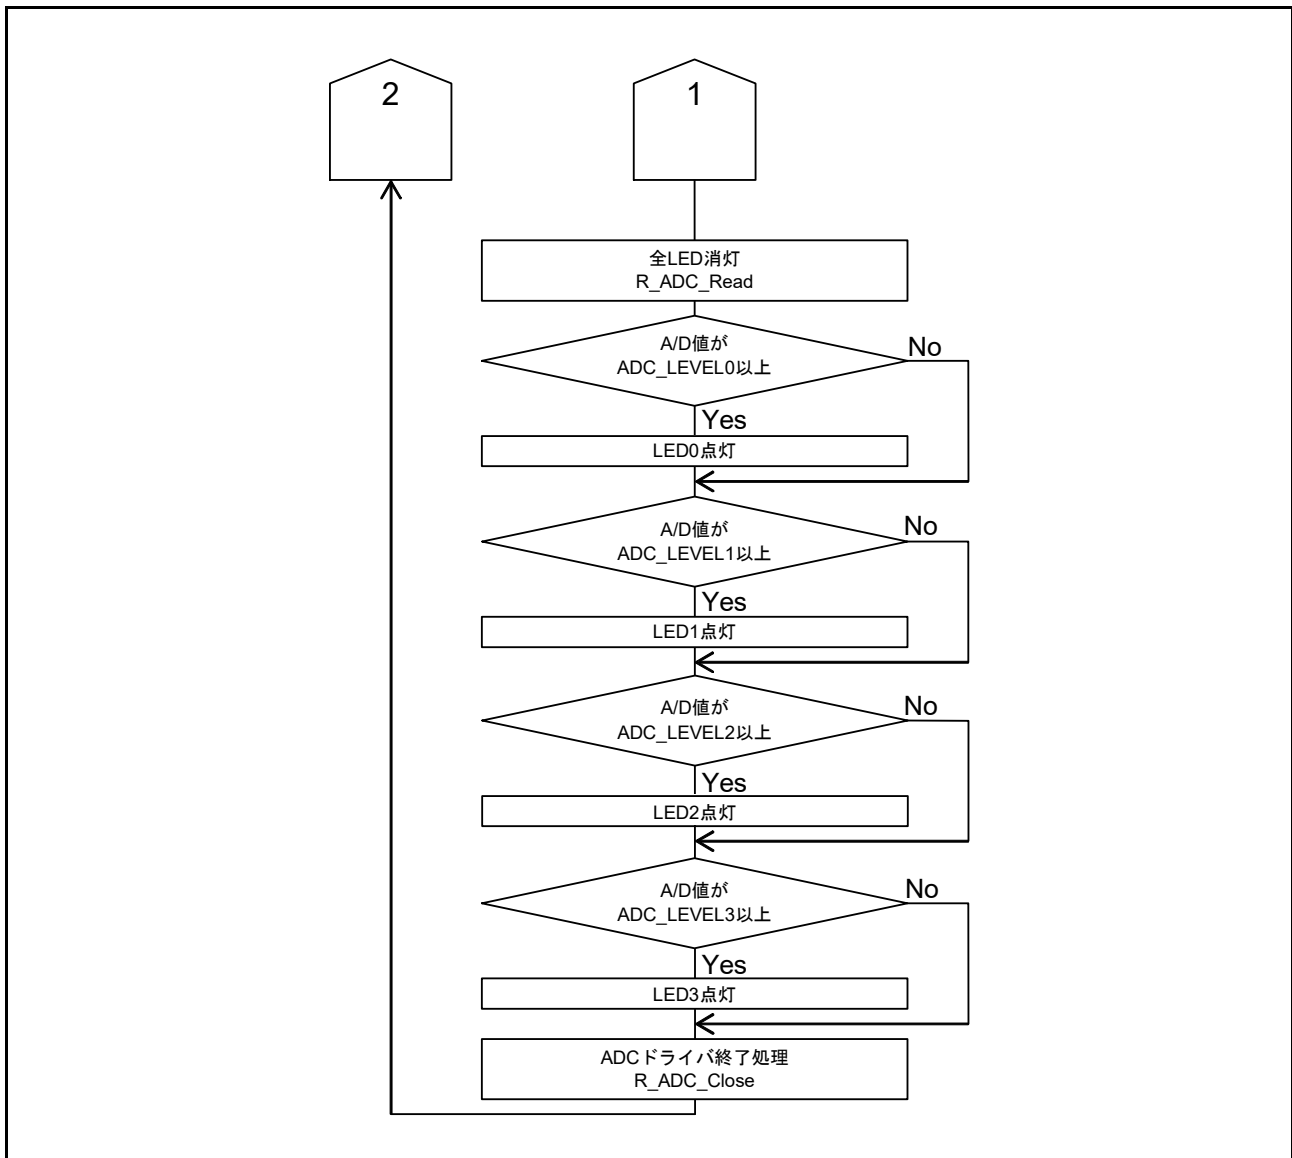 2
1
全LED消灯
R_ADC_Read
A/D値が
ADC_LEVEL0以上
No
Yes
LED0点灯
A/D値が
ADC_LEVEL1以上
No
Yes
LED1点灯
A/D値が
ADC_LEVEL2以上
No
Yes
LED2点灯
A/D値が
ADC_LEVEL3以上
No
Yes
LED3点灯
ADCドライバ終了処理
R_ADC_Close